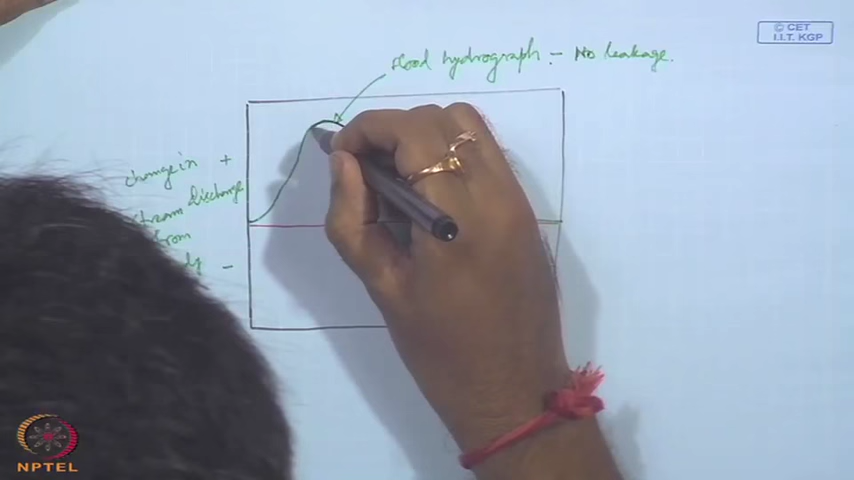 © CET
I.I.T. KGP
Flood hydrograph - No leakage.
change in +
stream discharge
from
-
NPTEL